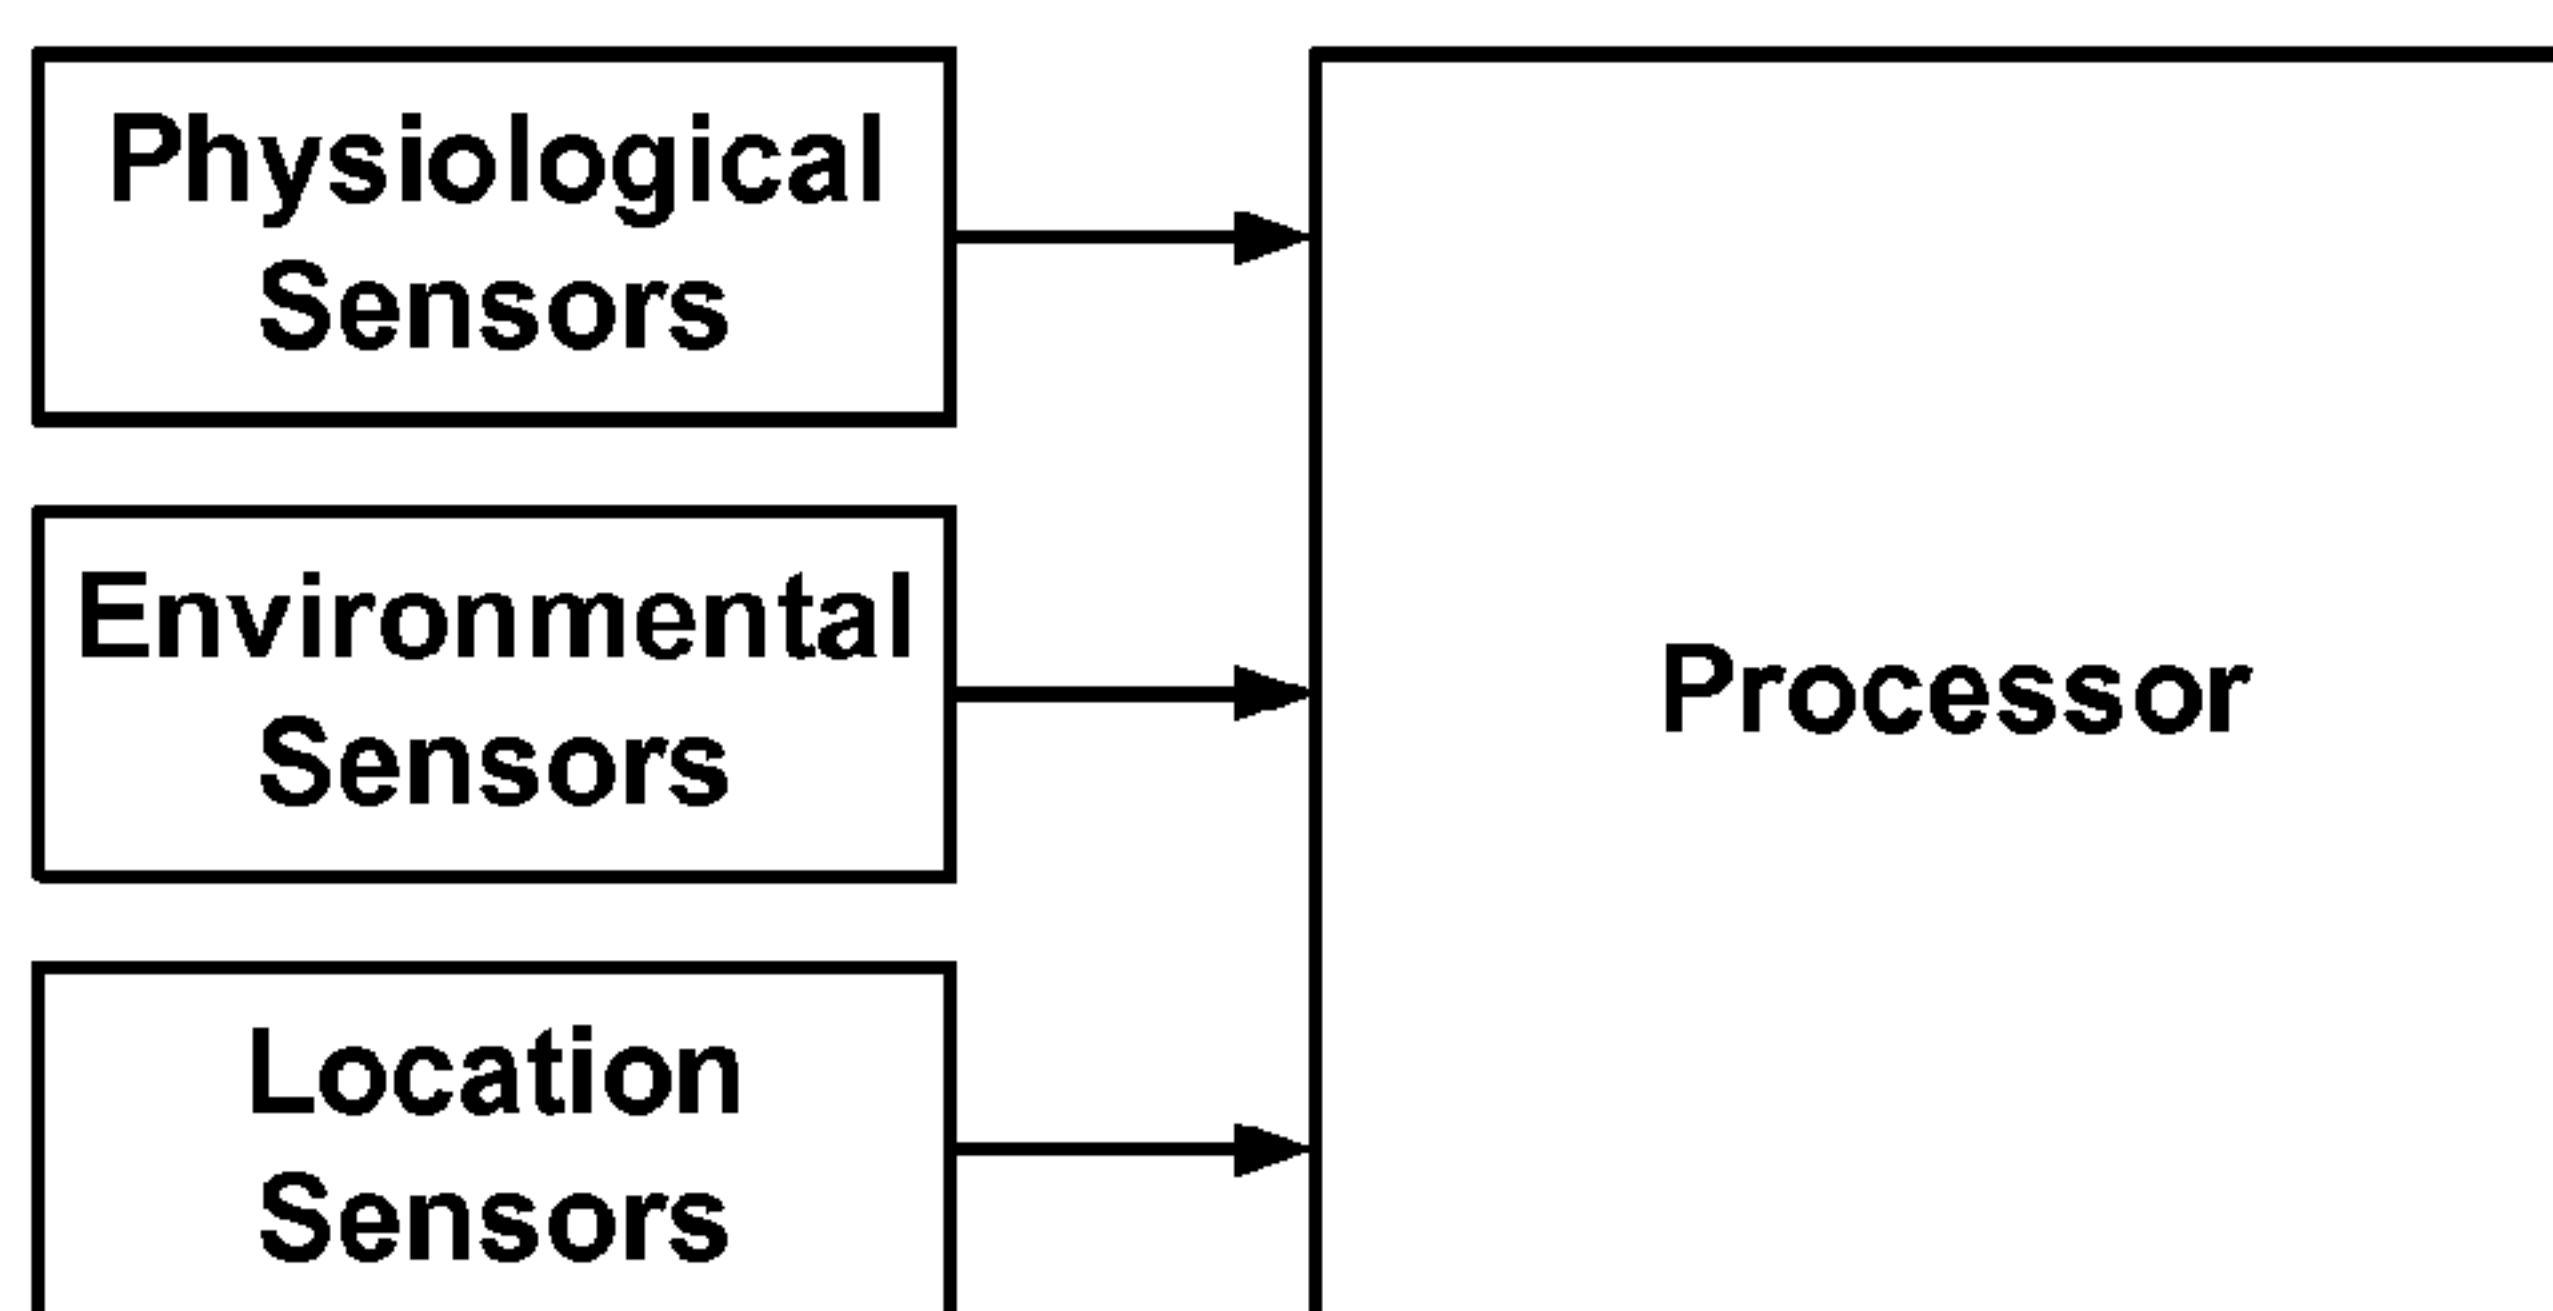 Physiological
Sensors
Environmental
Sensors
Processor
Location
Sensors